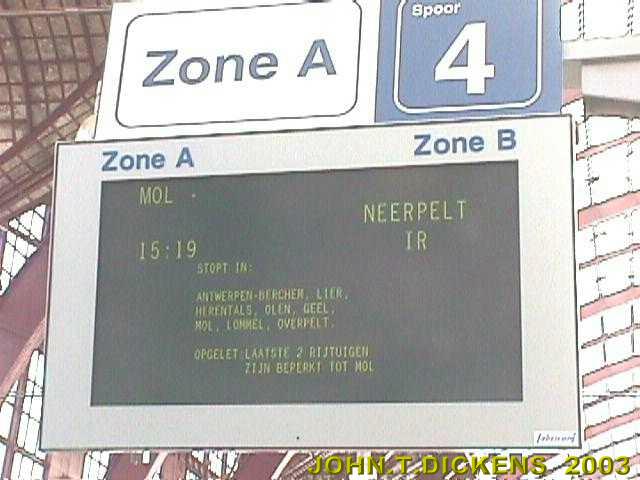 Zone A
Spoor
4
Zone A Zone B
MOL - NEERPELT
15:19 IR
STOPT IN:
ANTWERPEN-BERCHEM, LIER,
HERENTALS, OLEN, GEEL,
MOL, LOMMEL, OVERPELT.
OPGELET:LAATSTE 2 RIJTUIGEN
ZIJN BEPERKT TOT MOL
JOHN.T.DICKENS 2003